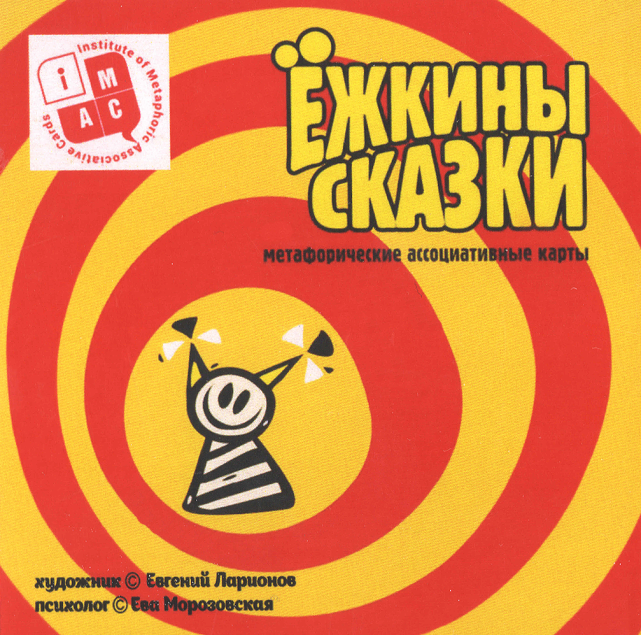 Institute of Metaphoric Associative Cards
i M
A C
ЁЖКИНЫ
СКАЗКИ
метафорические ассоциативные карты
художник © Евгений Ларионов
психолог © Ева Морозовская